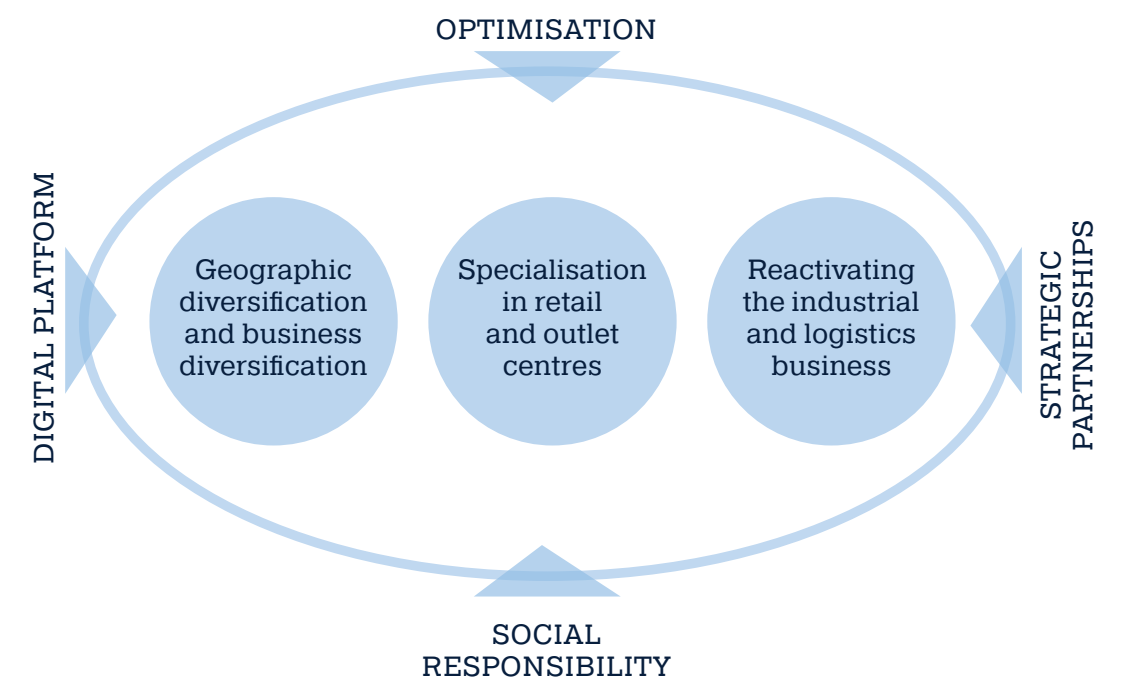 OPTIMISATION
DIGITAL PLATFORM
Geographic
diversification
and business
diversification
Specialisation
in retail
and outlet
centres
Reactivating
the industrial
and logistics
business
STRATEGIC
PARTNERSHIPS
SOCIAL
RESPONSIBILITY